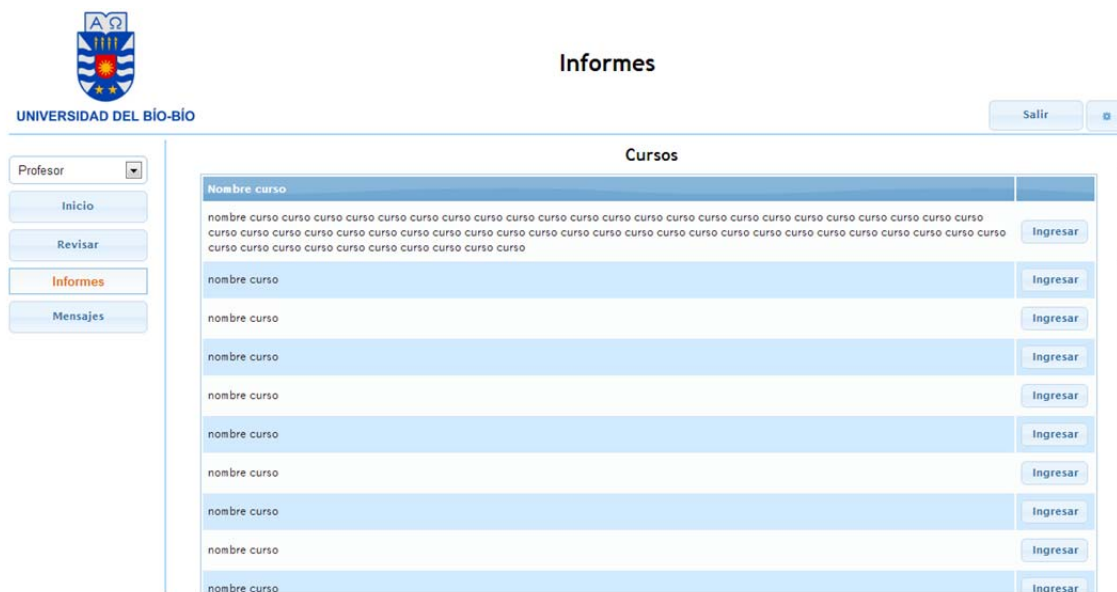 ΑΩ
UNIVERSIDAD DEL BÍO-BÍO
Informes
Salir
Profesor
Inicio
Revisar
Informes
Mensajes
Cursos
Nombre curso
nombre curso curso curso curso curso curso curso curso curso curso curso curso curso curso curso curso curso curso curso curso curso curso curso
curso curso curso curso curso curso curso curso curso curso curso curso curso curso curso curso curso curso curso curso curso curso curso curso curso
curso curso curso curso curso curso curso curso curso curso
Ingresar
nombre curso Ingresar
nombre curso Ingresar
nombre curso Ingresar
nombre curso Ingresar
nombre curso Ingresar
nombre curso Ingresar
nombre curso Ingresar
nombre curso Ingresar
nombre curso Ingresar